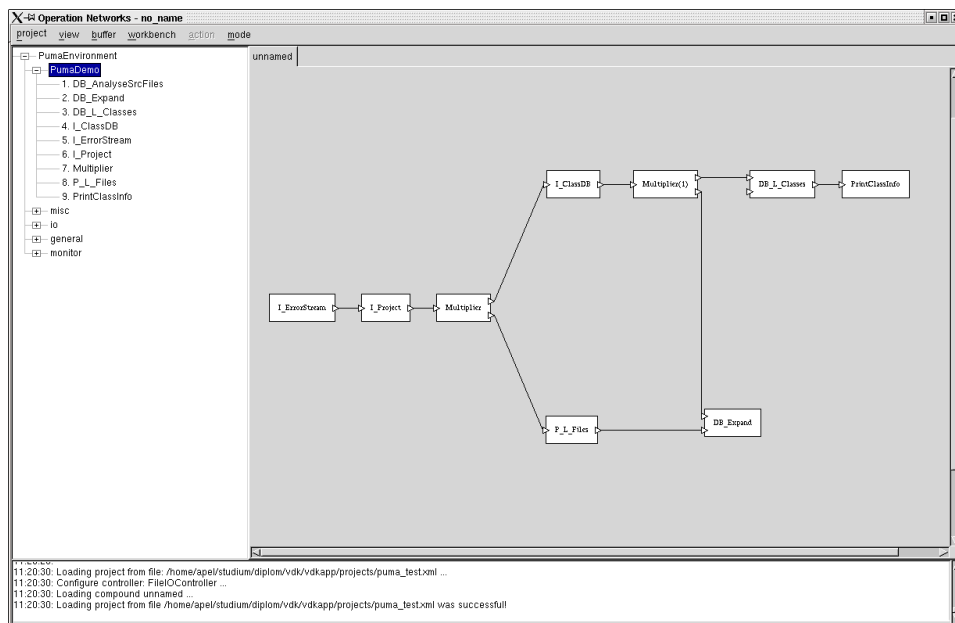 Operation Networks - no_name
project view buffer workbench action mode
PumaEnvironment
PumaDemo
1. DB_AnalyseSrcFiles
2. DB_Expand
3. DB_L_Classes
4. I_ClassDB
5. I_ErrorStream
6. I_Project
7. Multiplier
8. P_L_Files
9. PrintClassInfo
misc
io
general
monitor
unnamed
I_ClassDB
Multiplier(1)
DB_L_Classes
PrintClassInfo
I_ErrorStream
I_Project
Multiplier
P_L_Files
DB_Expand
11:20:30: Loading project from file: /home/apel/studium/diplom/vdk/vdkapp/projects/puma_test.xml ...
11:20:30: Configure controller: FileIOController ...
11:20:30: Loading compound unnamed ...
11:20:30: Loading project from file /home/apel/studium/diplom/vdk/vdkapp/projects/puma_test.xml was successful!